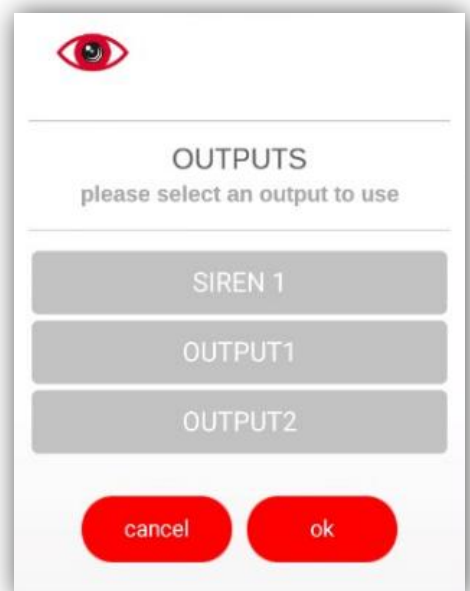 OUTPUTS
please select an output to use
SIREN 1
OUTPUT1
OUTPUT2
cancel
ok